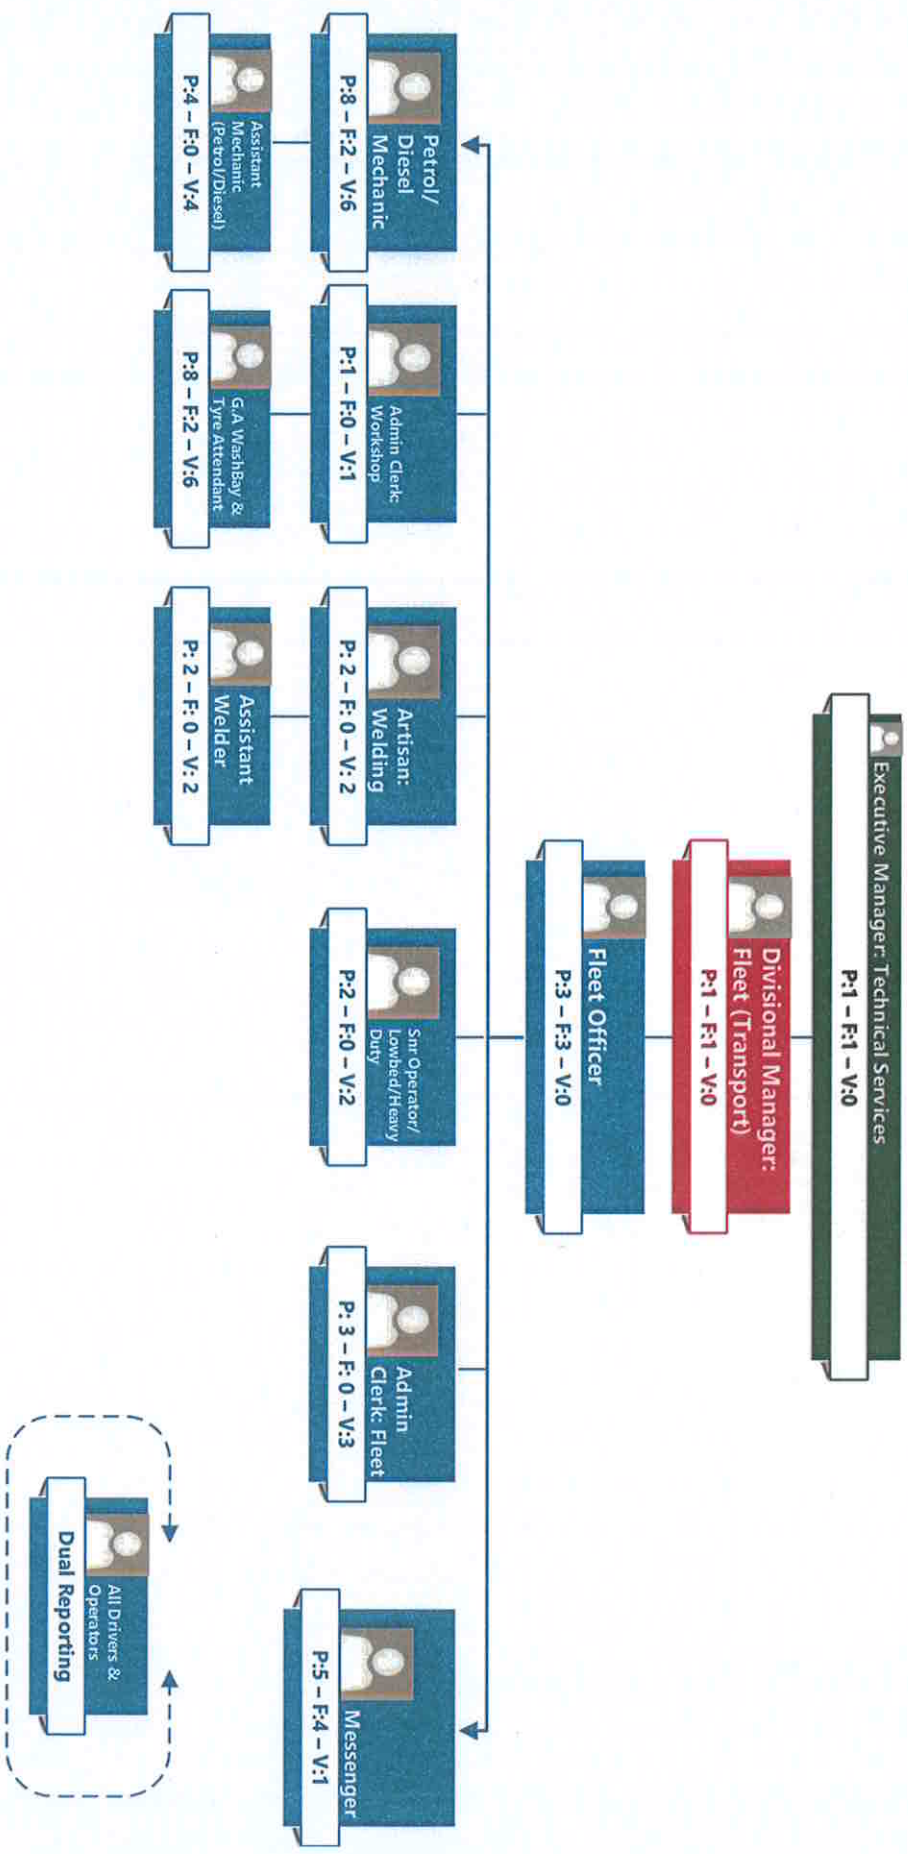 Executive Manager: Technical Services
P:1 – F:1 – V:0
Divisional Manager:
Fleet (Transport)
P:1 – F:1 – V:0
Fleet Officer
P:3 – F:3 – V:0
Petrol/
Diesel
Mechanic
P:8 – F:2 – V:6
Admin Clerk:
Workshop
P:1 – F:0 – V:1
Artisan:
Welding
P: 2 – F: 0 – V: 2
Snr Operator/
Lowbed/Heavy
Duty
P:2 – F:0 – V:2
Admin
Clerk: Fleet
P: 3 – F: 0 – V:3
Messenger
P:5 – F:4 – V:1
Assistant
Mechanic
(Petrol/Diesel)
P:4 – F:0 – V:4
G.A WashBay &
Tyre Attendant
P:8 – F:2 – V:6
Assistant
Welder
P: 2 – F: 0 – V: 2
All Drivers &
Operators
Dual Reporting